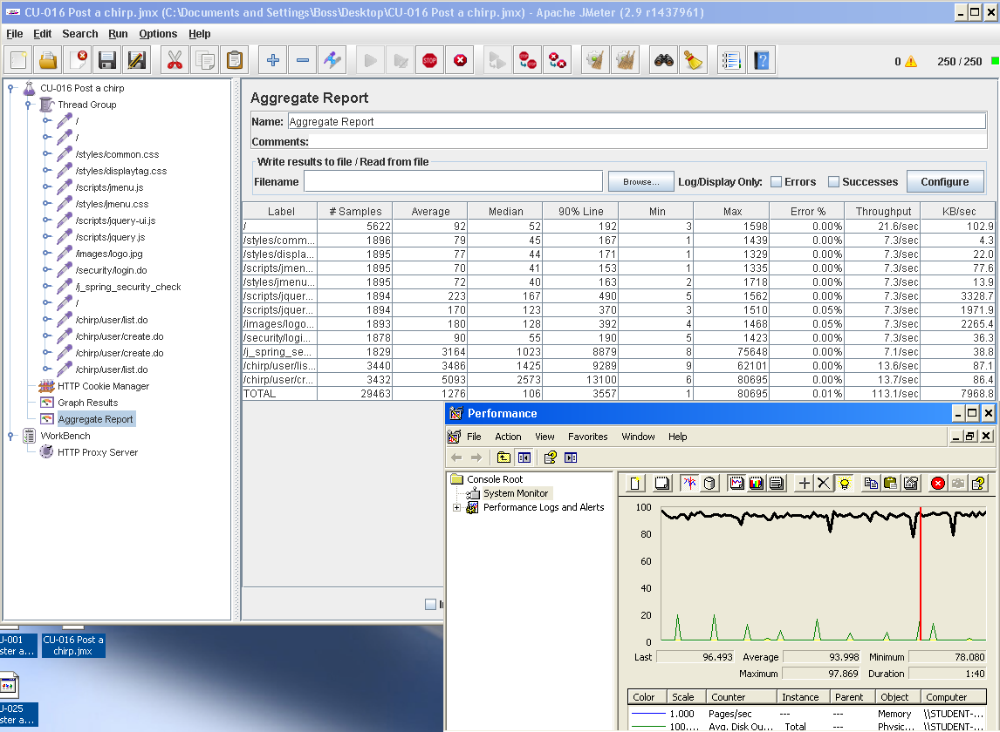 CU-016 Post a chirp.jmx (C:\Documents and Settings\Boss\Desktop\CU-016 Post a chirp.jmx) - Apache JMeter (2.9 r1437961)
File Edit Search Run Options Help
STOP
0 250 / 250
CU-016 Post a chirp
Thread Group
/
/
/styles/common.css
/styles/displaytag.css
/scripts/jmenu.js
/styles/jmenu.css
/scripts/jquery-ui.js
/scripts/jquery.js
/images/logo.jpg
/security/login.do
/j_spring_security_check
/
/chirp/user/list.do
/chirp/user/create.do
/chirp/user/create.do
/chirp/user/list.do
HTTP Cookie Manager
Graph Results
Aggregate Report
WorkBench
HTTP Proxy Server
Aggregate Report
Name: Aggregate Report
Comments:
Write results to file / Read from file
Filename Browse... Log/Display Only: Errors Successes Configure
Label # Samples Average Median 90% Line Min Max Error % Throughput KB/sec
/ 5622 92 52 192 3 1598 0.00% 21.6/sec 102.9
/styles/comm... 1896 79 45 167 1 1439 0.00% 7.3/sec 4.3
/styles/displa... 1895 77 44 171 1 1329 0.00% 7.3/sec 22.0
/scripts/jmen... 1895 70 41 153 1 1335 0.00% 7.3/sec 77.6
/styles/jmenu... 1895 72 40 163 2 1718 0.00% 7.3/sec 13.9
/scripts/jquer... 1894 223 167 490 5 1562 0.00% 7.3/sec 3328.7
/scripts/jquer... 1894 170 123 370 3 1510 0.05% 7.3/sec 1971.9
/images/logo... 1893 180 128 392 4 1468 0.05% 7.3/sec 2265.4
/security/logi... 1878 90 55 190 5 1423 0.00% 7.3/sec 36.3
/j_spring_se... 1829 3164 1023 8879 8 75648 0.00% 7.1/sec 38.8
/chirp/user/lis... 3440 3486 1425 9289 9 62101 0.00% 13.6/sec 87.1
/chirp/user/cr... 3432 5093 2573 13100 6 80695 0.00% 13.7/sec 86.4
TOTAL 29463 1276 106 3557 1 80695 0.01% 113.1/sec 7968.8
Performance
File Action View Favorites Window Help
Console Root
System Monitor
Performance Logs and Alerts
100
80
60
40
20
0
Last 96.493 Average 93.998 Minimum 78.080
Maximum 97.869 Duration 1:40
Color Scale Counter Instance Parent Object Computer
1.000 Pages/sec --- --- Memory \\STUDENT-...
100.... Avg. Disk Qu... _Total --- Physic... \\STUDENT-...
U-001
ster a...
CU-016 Post a
chirp.jmx
U-025
ster a...